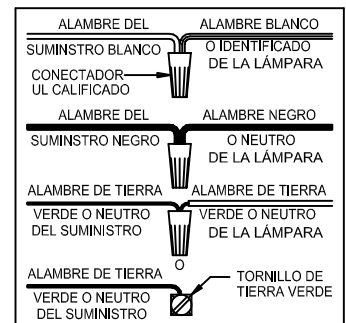 ALAMBRE DEL ALAMBRE BLANCO
SUMINSTRO BLANCO O IDENTIFICADO
DE LA LÁMPARA
CONECTADOR
UL CALIFICADO
ALAMBRE DEL ALAMBRE NEGRO
SUMINSTRO NEGRO O NEUTRO
DE LA LÁMPARA
ALAMBRE DE TIERRA ALAMBRE DE TIERRA
VERDE O NEUTRO VERDE O NEUTRO
DEL SUMINISTRO DE LA LÁMPARA
O
ALAMBRE DE TIERRA TORNILLO DE
TIERRA VERDE
VERDE O NEUTRO
DEL SUMINISTRO